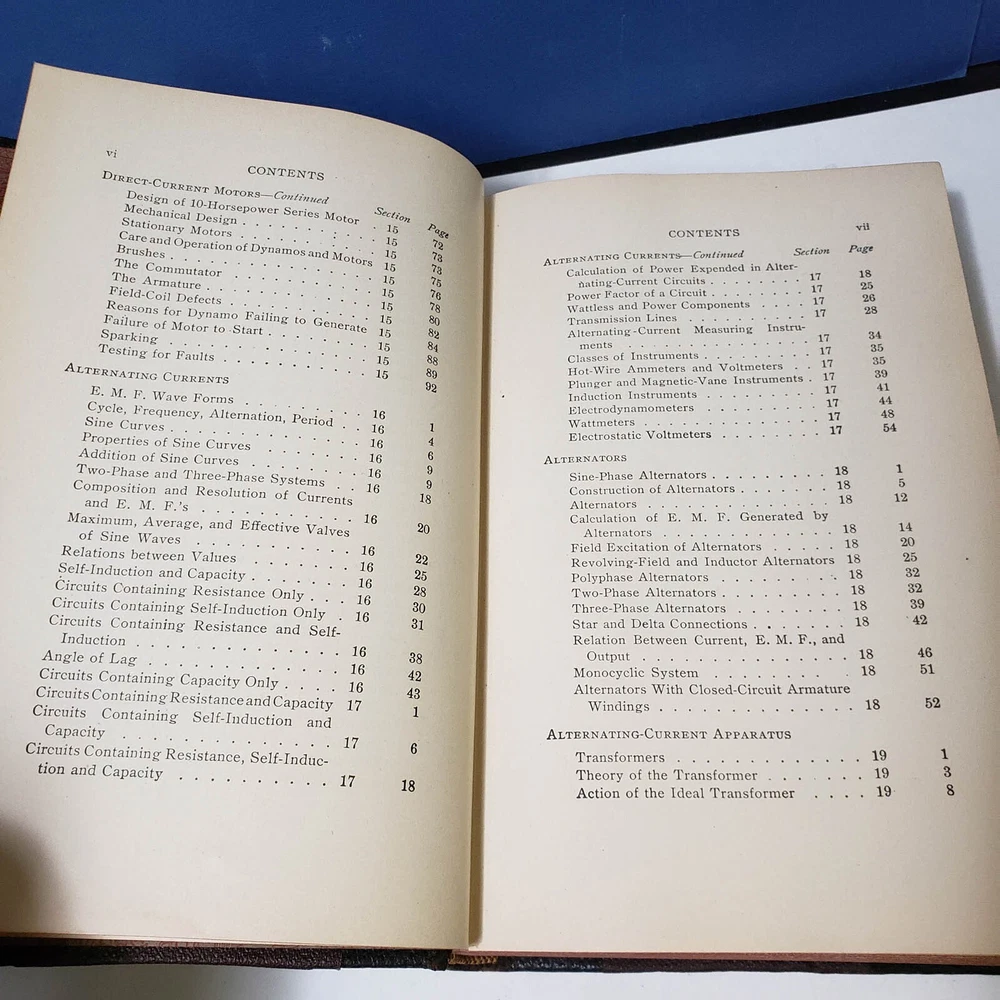 vi
CONTENTS
DIRECT-CURRENT MOTORS—Continued Section Page
Design of 10-Horsepower Series Motor . 15 72
Mechanical Design . . . . . . . . . 15 73
Stationary Motors . . . . . . . . . 15 73
Care and Operation of Dynamos and Motors 15 75
Brushes . . . . . . . . . . . . . 15 76
The Commutator . . . . . . . . . . 15 78
The Armature . . . . . . . . . . . 15 80
Field-Coil Defects . . . . . . . . . 15 82
Reasons for Dynamo Failing to Generate 15 84
Failure of Motor to Start . . . . . . . 15 88
Sparking . . . . . . . . . . . . . 15 89
Testing for Faults . . . . . . . . . 15 92
ALTERNATING CURRENTS
E. M. F. Wave Forms . . . . . . . . 16 1
Cycle, Frequency, Alternation, Period . . 16 4
Sine Curves . . . . . . . . . . . . 16 6
Properties of Sine Curves . . . . . . . 16 9
Addition of Sine Curves . . . . . . . 16 9
Two-Phase and Three-Phase Systems . . 16 18
Composition and Resolution of Currents
and E. M. F.'s . . . . . . . . . . 16 20
Maximum, Average, and Effective Valves
of Sine Waves . . . . . . . . . . 16 22
Relations between Values . . . . . . . 16 25
Self-Induction and Capacity . . . . . . 16 28
Circuits Containing Resistance Only . . . 16 30
Circuits Containing Self-Induction Only . 16 31
Circuits Containing Resistance and Self-
Induction . . . . . . . . . . . . 16 38
Angle of Lag . . . . . . . . . . . 16 42
Circuits Containing Capacity Only . . . . 16 43
Circuits Containing Resistance and Capacity 17 1
Circuits Containing Self-Induction and
Capacity . . . . . . . . . . . . 17 6
Circuits Containing Resistance, Self-Induc-
tion and Capacity . . . . . . . . . 17 18
CONTENTS vii
ALTERNATING CURRENTS—Continued Section Page
Calculation of Power Expended in Alter-
nating-Current Circuits . . . . . . . . 17 18
Power Factor of a Circuit . . . . . . . 17 25
Wattless and Power Components . . . . 17 26
Transmission Lines . . . . . . . . . 17 28
Alternating-Current Measuring Instru-
ments . . . . . . . . . . . . . 17 34
Classes of Instruments . . . . . . . . 17 35
Hot-Wire Ammeters and Voltmeters . . 17 35
Plunger and Magnetic-Vane Instruments . 17 39
Induction Instruments . . . . . . . . 17 41
Electrodynamometers . . . . . . . . 17 44
Wattmeters . . . . . . . . . . . . 17 48
Electrostatic Voltmeters . . . . . . . 17 54
ALTERNATORS
Sine-Phase Alternators . . . . . . . . 18 1
Construction of Alternators . . . . . . 18 5
Alternators . . . . . . . . . . . . 18 12
Calculation of E. M. F. Generated by
Alternators . . . . . . . . . . . 18 14
Field Excitation of Alternators . . . . . 18 20
Revolving-Field and Inductor Alternators 18 25
Polyphase Alternators . . . . . . . . 18 32
Two-Phase Alternators . . . . . . . . 18 32
Three-Phase Alternators . . . . . . . 18 39
Star and Delta Connections . . . . . . 18 42
Relation Between Current, E. M. F., and
Output . . . . . . . . . . . . . 18 46
Monocyclic System . . . . . . . . . 18 51
Alternators With Closed-Circuit Armature
Windings . . . . . . . . . . . . 18 52
ALTERNATING-CURRENT APPARATUS
Transformers . . . . . . . . . . . 19 1
Theory of the Transformer . . . . . . 19 3
Action of the Ideal Transformer . . . . 19 8